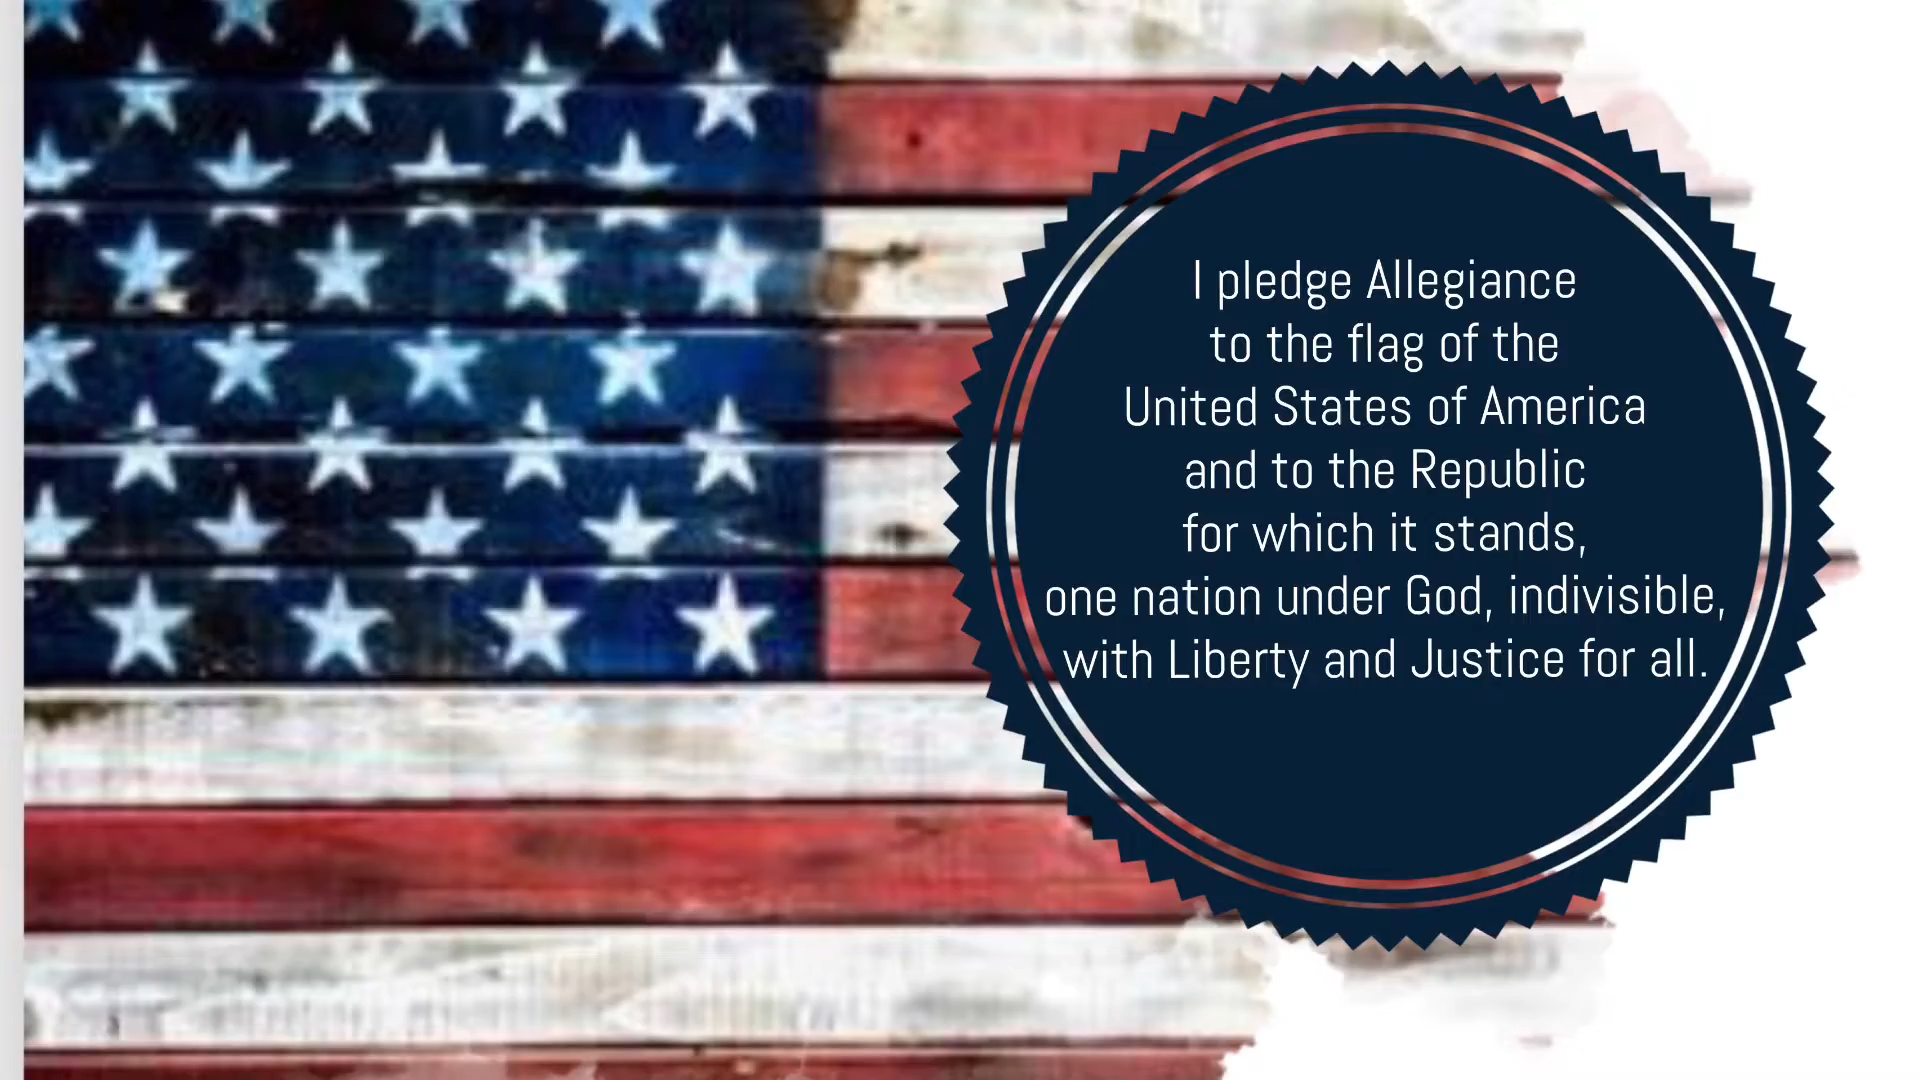 I pledge Allegiance
to the flag of the
United States of America
and to the Republic
for which it stands,
one nation under God, indivisible,
with Liberty and Justice for all.